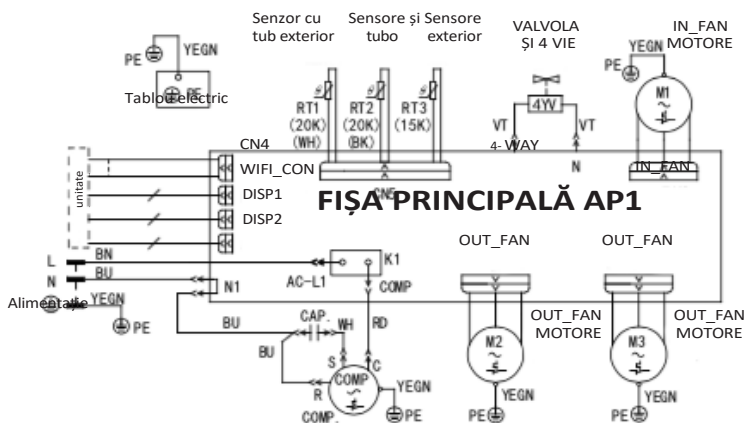 Senzor cu
tub exterior
Sensore și
tubo
Sensore
exterior
VALVOLA
ȘI 4 VIE
IN_FAN
MOTORE
YEGN
PE
PE
Tablou electric
RT1
(20K)
(WH)
RT2
(20K)
(BK)
RT3
(15K)
4YV
VT
VT
4- WAY
N
YEGN
PE
M1
~
IN_FAN
CN4
WIFI_CON
DISP1
DISP2
unitate
CN5
FIȘA PRINCIPALĂ AP1
L
BN
N
BU
N1
AC-L1
K1
COMP
OUT_FAN
OUT_FAN
Alimentație
YEGN
PE
BU
CAP.
WH
RD
BU
S
C
R
COMP
~
COMP.
YEGN
PE
M2
~
OUT_FAN
MOTORE
YEGN
PE
M3
~
OUT_FAN
MOTORE
YEGN
PE